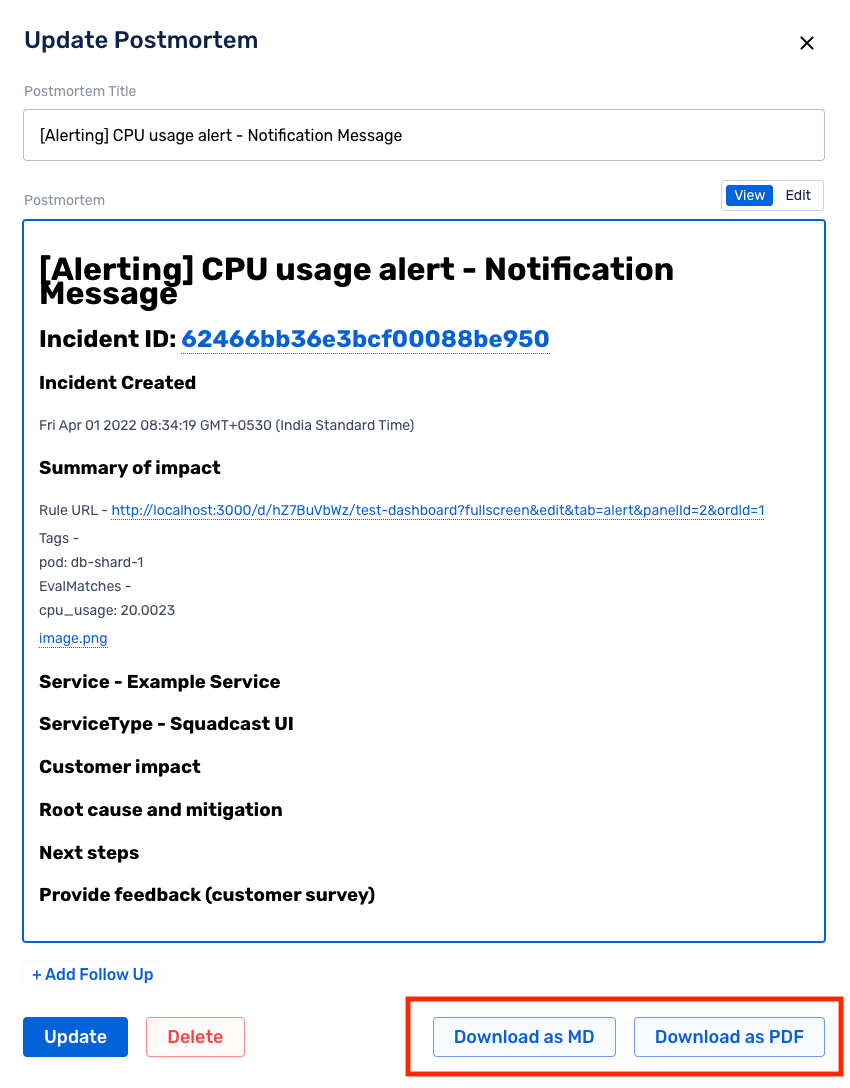 Update Postmortem
Postmortem Title
[Alerting] CPU usage alert - Notification Message
Postmortem
View Edit
[Alerting] CPU usage alert - Notification
Message
Incident ID: 62466bb36e3bcf00088be950
Incident Created
Fri Apr 01 2022 08:34:19 GMT+0530 (India Standard Time)
Summary of impact
Rule URL - http://localhost:3000/d/hZ7BuVbWz/test-dashboard?fullscreen&edit&tab=alert&panelId=2&ordId=1
Tags -
pod: db-shard-1
EvalMatches -
cpu_usage: 20.0023
image.png
Service - Example Service
ServiceType - Squadcast UI
Customer impact
Root cause and mitigation
Next steps
Provide feedback (customer survey)
+ Add Follow Up
Update Delete Download as MD Download as PDF